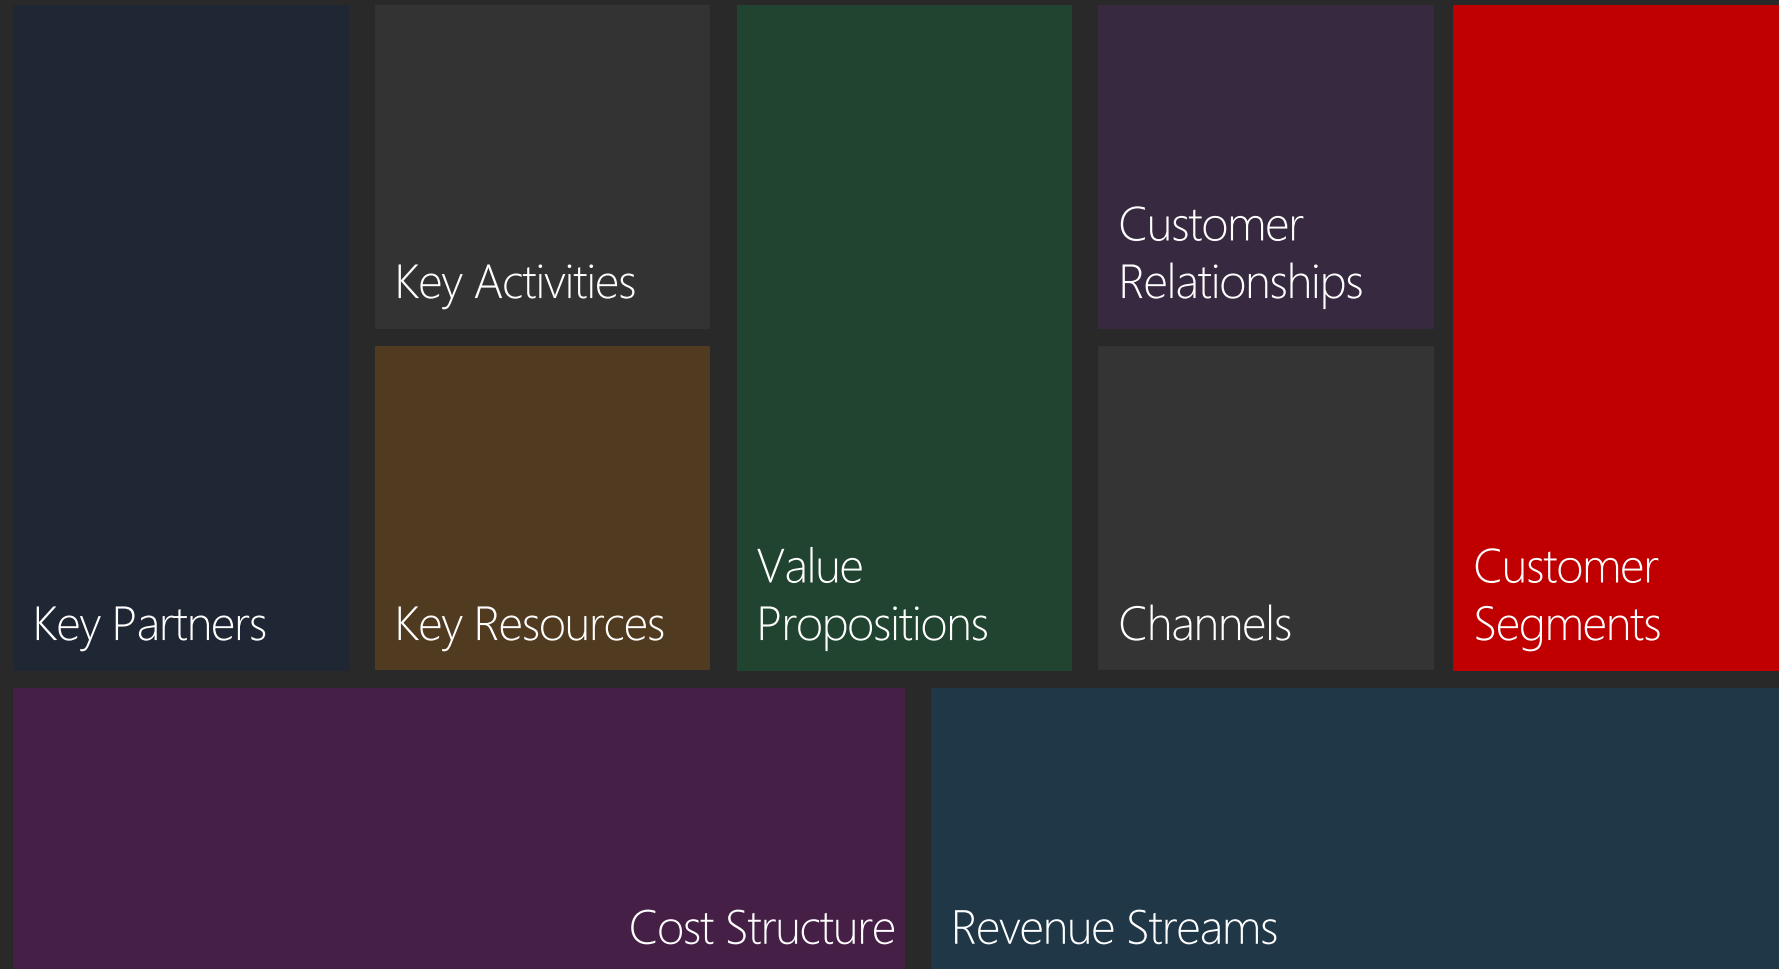 Key Partners
Key Activities
Key Resources
Value
Propositions
Customer
Relationships
Channels
Customer
Segments
Cost Structure
Revenue Streams